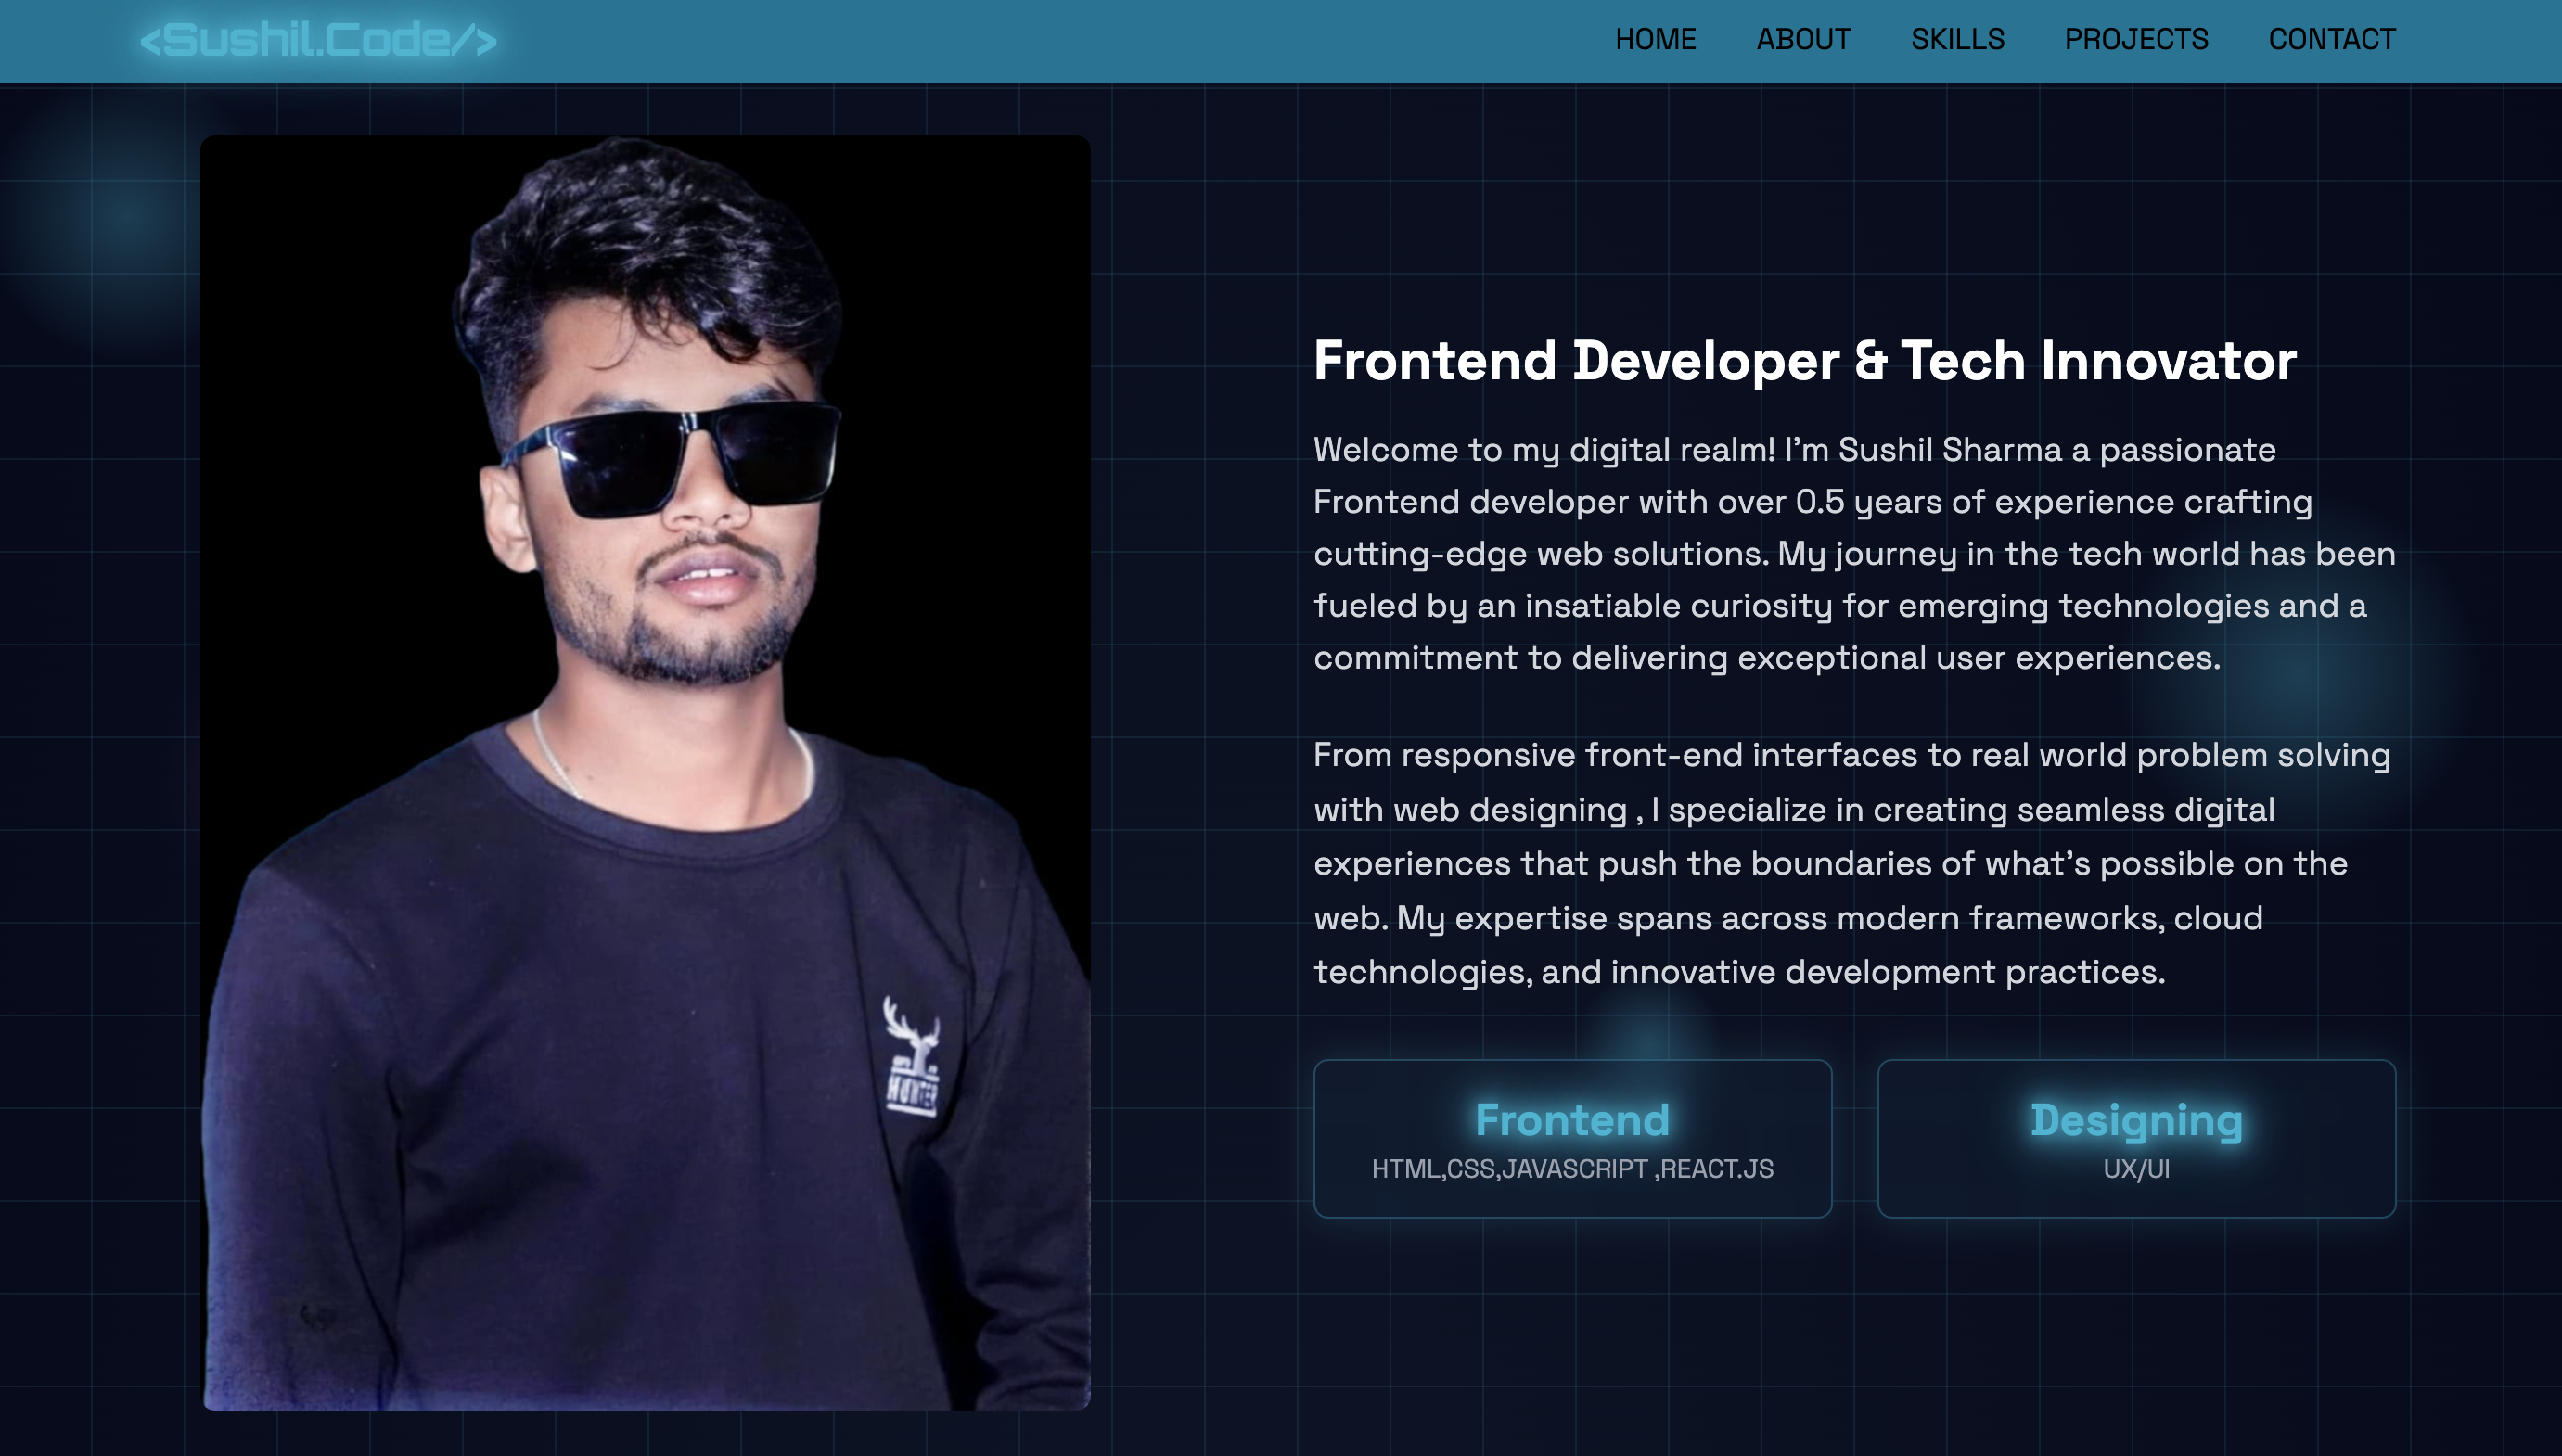 <Sushil.Code/>
HOME ABOUT SKILLS PROJECTS CONTACT
Frontend Developer & Tech Innovator
Welcome to my digital realm! I'm Sushil Sharma a passionate
Frontend developer with over 0.5 years of experience crafting
cutting-edge web solutions. My journey in the tech world has been
fueled by an insatiable curiosity for emerging technologies and a
commitment to delivering exceptional user experiences.
From responsive front-end interfaces to real world problem solving
with web designing , I specialize in creating seamless digital
experiences that push the boundaries of what's possible on the
web. My expertise spans across modern frameworks, cloud
technologies, and innovative development practices.
Frontend
HTML,CSS,JAVASCRIPT ,REACT.JS
Designing
UX/UI
HUNTER